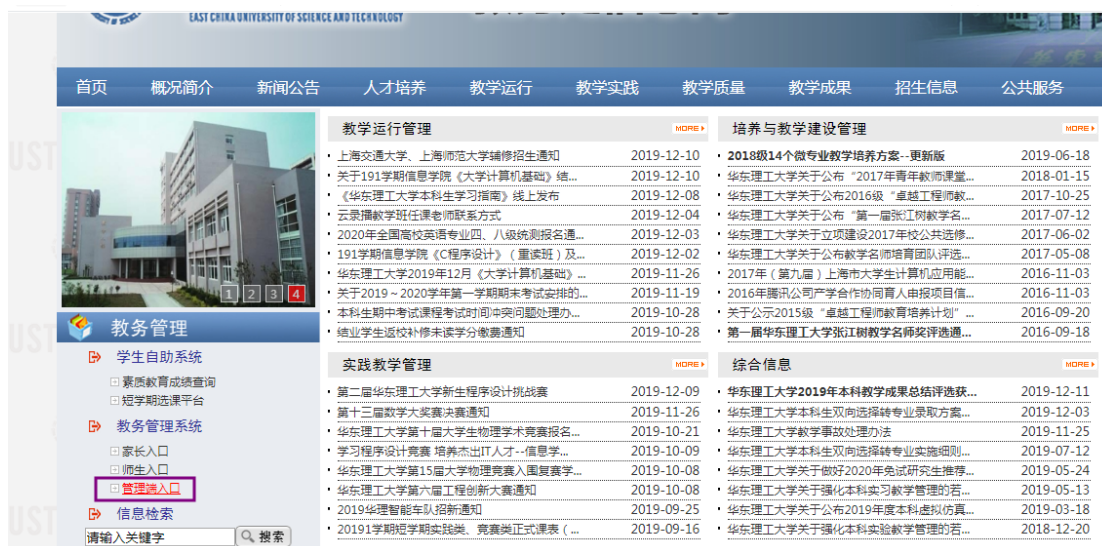 EAST CHINA UNIVERSITY OF SCIENCE AND TECHNOLOGY
首页 概况简介 新闻公告 人才培养 教学运行 教学实践 教学质量 教学成果 招生信息 公共服务
1 2 3 4
教务管理
学生自助系统
素质教育成绩查询
短学期选课平台
教务管理系统
家长入口
师生入口
管理端入口
信息检索
请输入关键字 搜索
教学运行管理 MORE
上海交通大学、上海师范大学辅修招生通知 2019-12-10
关于191学期信息学院《大学计算机基础》结... 2019-12-10
《华东理工大学本科生学习指南》线上发布 2019-12-08
云录播教学班任课老师联系方式 2019-12-04
2020年全国高校英语专业四、八级统测报名通... 2019-12-03
191学期信息学院《C程序设计》（重读班）及... 2019-12-02
华东理工大学2019年12月《大学计算机基础》... 2019-11-26
关于2019～2020学年第一学期期末考试安排的... 2019-11-19
本科生期中考试课程考试时间冲突问题处理办... 2019-10-28
结业学生返校补修未读学分缴费通知 2019-10-28
培养与教学建设管理 MORE
2018级14个微专业教学培养方案--更新版 2019-06-18
华东理工大学关于公布“2017年青年教师课堂... 2018-01-15
华东理工大学关于公布2016级“卓越工程师教... 2017-10-25
华东理工大学关于公布“第一届张江树教学名... 2017-07-12
华东理工大学关于立项建设2017年校公共选修... 2017-06-02
华东理工大学关于公布教学名师培育团队评选... 2017-05-08
2017年（第九届）上海市大学生计算机应用能... 2016-11-03
2016年腾讯公司产学合作协同育人申报项目信... 2016-11-03
关于公示2015级“卓越工程师教育培养计划”... 2016-09-20
第一届华东理工大学张江树教学名师奖评选通... 2016-09-18
实践教学管理 MORE
第二届华东理工大学新生程序设计挑战赛 2019-12-09
第十三届数学大奖赛决赛通知 2019-11-26
华东理工大学第十届大学生物理学术竞赛报名... 2019-10-21
学习程序设计竞赛 培养杰出IT人才--信息学... 2019-10-09
华东理工大学第15届大学物理竞赛入围复赛学... 2019-10-08
华东理工大学第六届工程创新大赛通知 2019-10-08
2019华理智能车队招新通知 2019-09-25
20191学期短学期实践类、竞赛类正式课表（... 2019-09-16
综合信息 MORE
华东理工大学2019年本科教学成果总结评选获... 2019-12-11
华东理工大学本科生双向选择转专业录取方案... 2019-12-03
华东理工大学教学事故处理办法 2019-11-25
华东理工大学本科生双向选择转专业实施细则... 2019-07-12
华东理工大学关于做好2020年免试研究生推荐... 2019-05-24
华东理工大学关于强化本科实习教学管理的若... 2019-05-13
华东理工大学关于公布2019年度本科虚拟仿真... 2019-03-18
华东理工大学关于强化本科实验教学管理的若... 2018-12-20